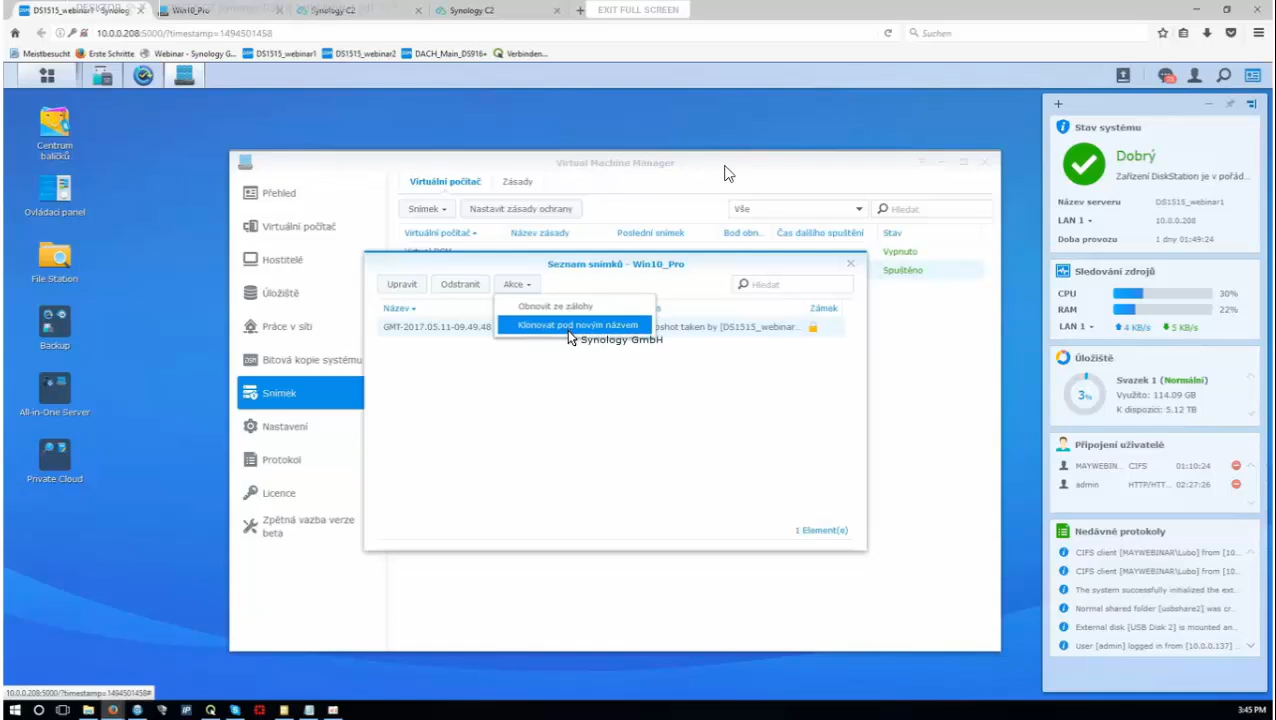 DS1515_webinar1 - Synolog
Win10_Pro
Synology C2
Synology C2
EXIT FULL SCREEN
10.0.0.208:5000/?timestamp=1494501458
Suchen
Meistbesucht
Erste Schritte
Webinar - Synology G...
DS1515_webinar1
DS1515_webinar2
DACH_Main_DS916+
Verbinden...
Centrum balíčků
Ovládací panel
File Station
Backup
All-in-One Server
Private Cloud
Virtual Machine Manager
Přehled
Virtuální počítač
Hostitelé
Úložiště
Práce v síti
Bitová kopie systému
Snímek
Nastavení
Protokol
Licence
Zpětná vazba verze
beta
Virtuální počítač
Zásady
Snímek
Nastavit zásady ochrany
Vše
Hledat
Virtuální počítač
Název zásady
Poslední snímek
Bod obn...
Čas dalšího spuštění
Stav
Vypnuto
Spuštěno
Seznam snímků - Win10_Pro
Upravit
Odstranit
Akce
Hledat
Obnovit ze zálohy
Klonovat pod novým názvem
Název
Zámek
GMT-2017.05.11-09.49.48
pshot taken by [DS1515_webinar...
Synology GmbH
1 Element(e)
Stav systému
Dobrý
Zařízení DiskStation je v pořád...
Název serveru DS1515_webinar1
LAN 1 10.0.0.208
Doba provozu 1 dny 01:49:24
Sledování zdrojů
CPU 30%
RAM 22%
LAN 1 4 KB/s 5 KB/s
Úložiště
3%
Svazek 1 (Normální)
Využito: 114.09 GB
K dispozici: 5,12 TB
Připojení uživatelé
MAYWEBIN... CIFS 01:10:24
admin HTTP/HTT... 02:27:26
Nedávné protokoly
CIFS client [MAYWEBINAR\Lubo] from [10...
CIFS client [MAYWEBINAR\Lubo] from [10...
The system successfully initialized the ext...
Normal shared folder [usbshare2] was cr...
External disk [USB Disk 2] is mounted an...
User [admin] logged in from [10.0.0.137] ...
10.0.0.208:5000/?timestamp=1494501458#
3:45 PM